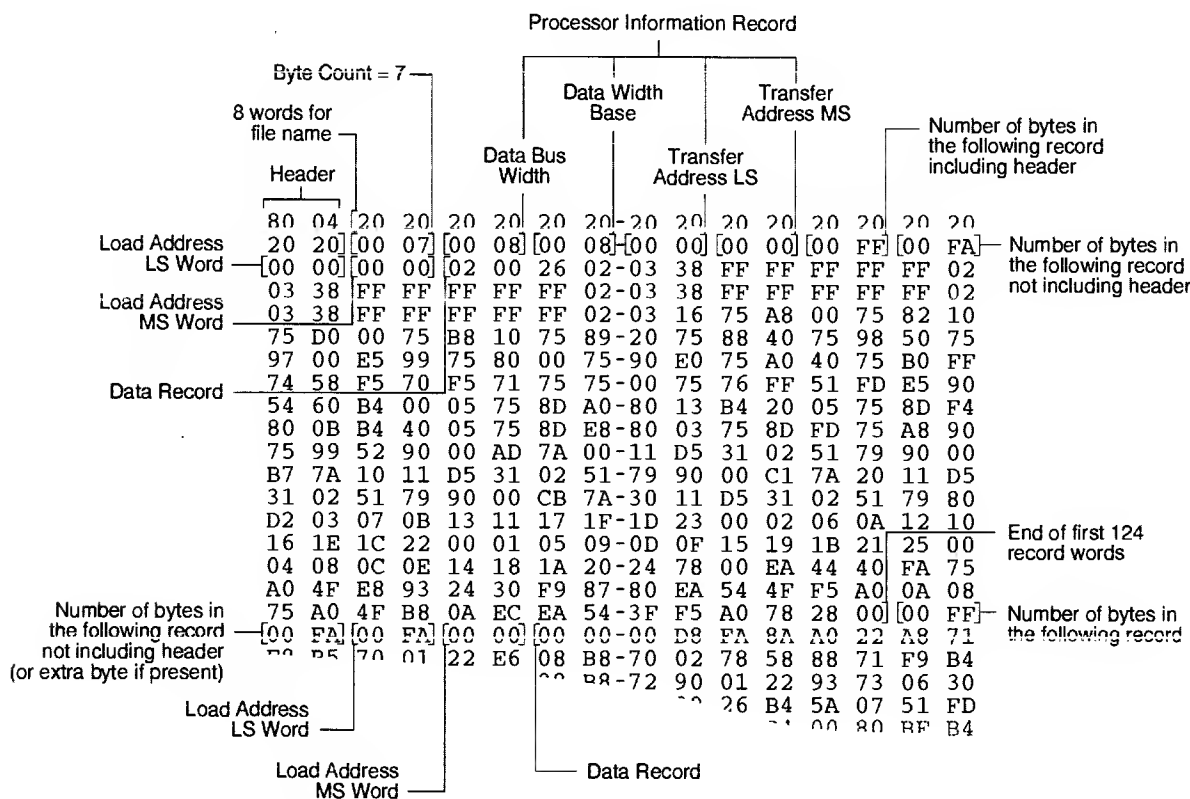 Processor Information Record
Byte Count = 7
Data Width
Base
Transfer
Address MS
8 words for
file name
Number of bytes in
the following record
including header
Data Bus
Width
Transfer
Address LS
Header
80 04 [20 20 20 20 20 20-20 20 20 20 20 20 20 20
Load Address
LS Word
20 20] [00 07] [00 08] [00 08]-[00 00] [00 00] [00 FF] [00 FA]
Number of bytes in
the following record
not including header
[00 00] [00 00] [02 00 26 02-03 38 FF FF FF FF FF 02
Load Address
MS Word
03 38 FF FF FF FF FF 02-03 38 FF FF FF FF FF 02
03 38 FF FF FF FF FF 02-03 16 75 A8 00 75 82 10
75 D0 00 75 B8 10 75 89-20 75 88 40 75 98 50 75
97 00 E5 99 75 80 00 75-90 E0 75 A0 40 75 B0 FF
Data Record
74 58 F5 70 F5 71 75 75-00 75 76 FF 51 FD E5 90
54 60 B4 00 05 75 8D A0-80 13 B4 20 05 75 8D F4
80 0B B4 40 05 75 8D E8-80 03 75 8D FD 75 A8 90
75 99 52 90 00 AD 7A 00-11 D5 31 02 51 79 90 00
B7 7A 10 11 D5 31 02 51-79 90 00 C1 7A 20 11 D5
31 02 51 79 90 00 CB 7A-30 11 D5 31 02 51 79 80
D2 03 07 0B 13 11 17 1F-1D 23 00 02 06 0A 12 10
16 1E 1C 22 00 01 05 09-0D 0F 15 19 1B 21 25 00
End of first 124
record words
04 08 0C 0E 14 18 1A 20-24 78 00 EA 44 40 FA 75
A0 4F E8 93 24 30 F9 87-80 EA 54 4F F5 A0 0A 08
75 A0 4F B8 0A EC EA 54-3F F5 A0 78 28 00] [00 FF]
Number of bytes in
the following record
Number of bytes in
the following record
not including header
(or extra byte if present)
[00 FA] [00 FA] [00 00] [00 00-00 D8 FA 8A A0 22 A8 71
B5 70 01 22 E6 08 B8-70 02 78 58 88 71 F9 B4
B8-72 90 01 22 93 73 06 30
26 B4 5A 07 51 FD
00 80 BF B4
Load Address
LS Word
Load Address
MS Word
Data Record